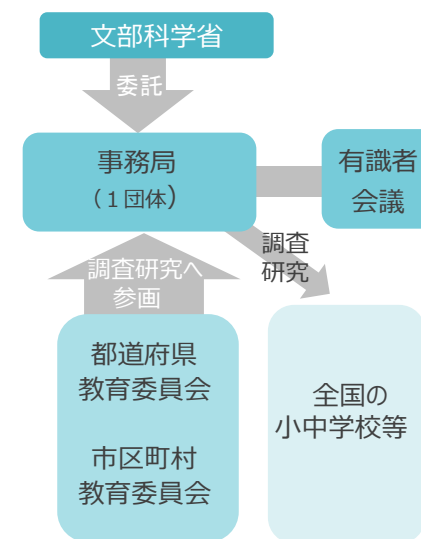 文部科学省
委託
事務局
（１団体）
有識者
会議
調査
研究
調査研究へ
参画
都道府県
教育委員会
市区町村
教育委員会
全国の
小中学校等